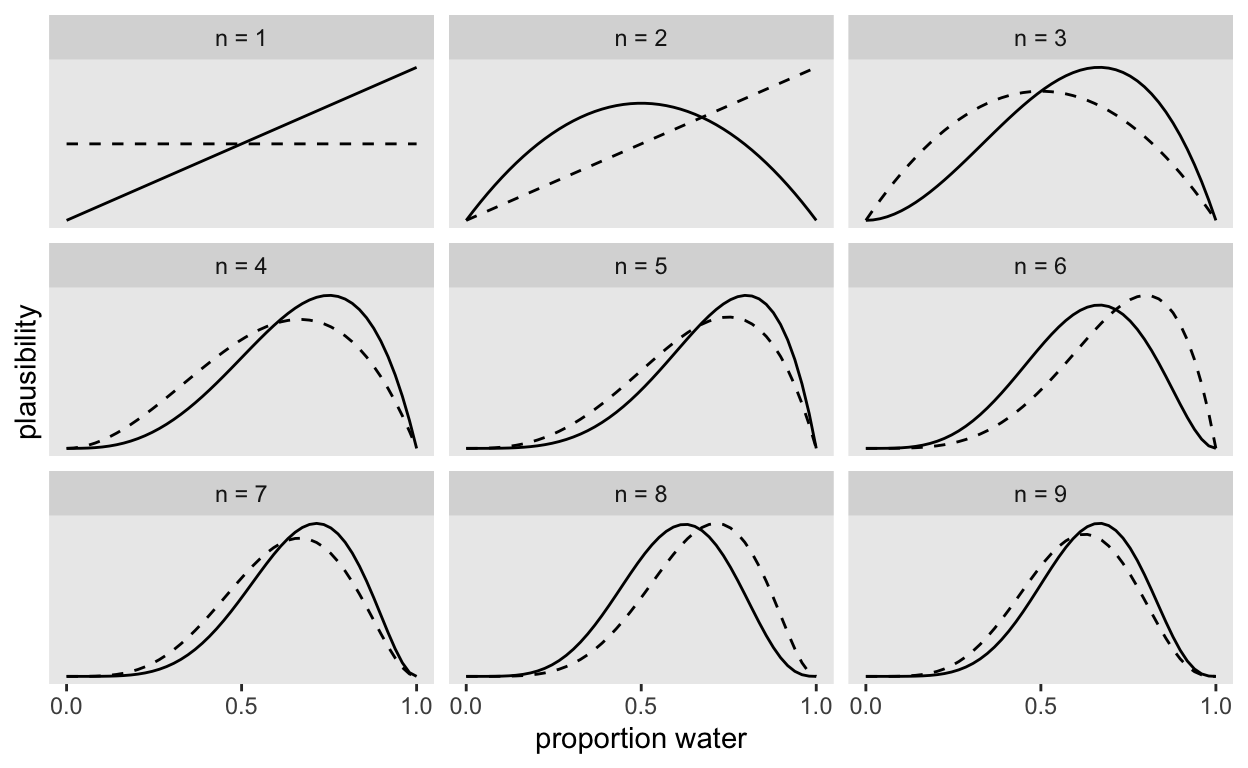 n = 1
n = 2
n = 3
n = 4
n = 5
n = 6
n = 7
n = 8
n = 9
plausibility
0.0 0.5 1.0 0.0 0.5 1.0 0.0 0.5 1.0
proportion water